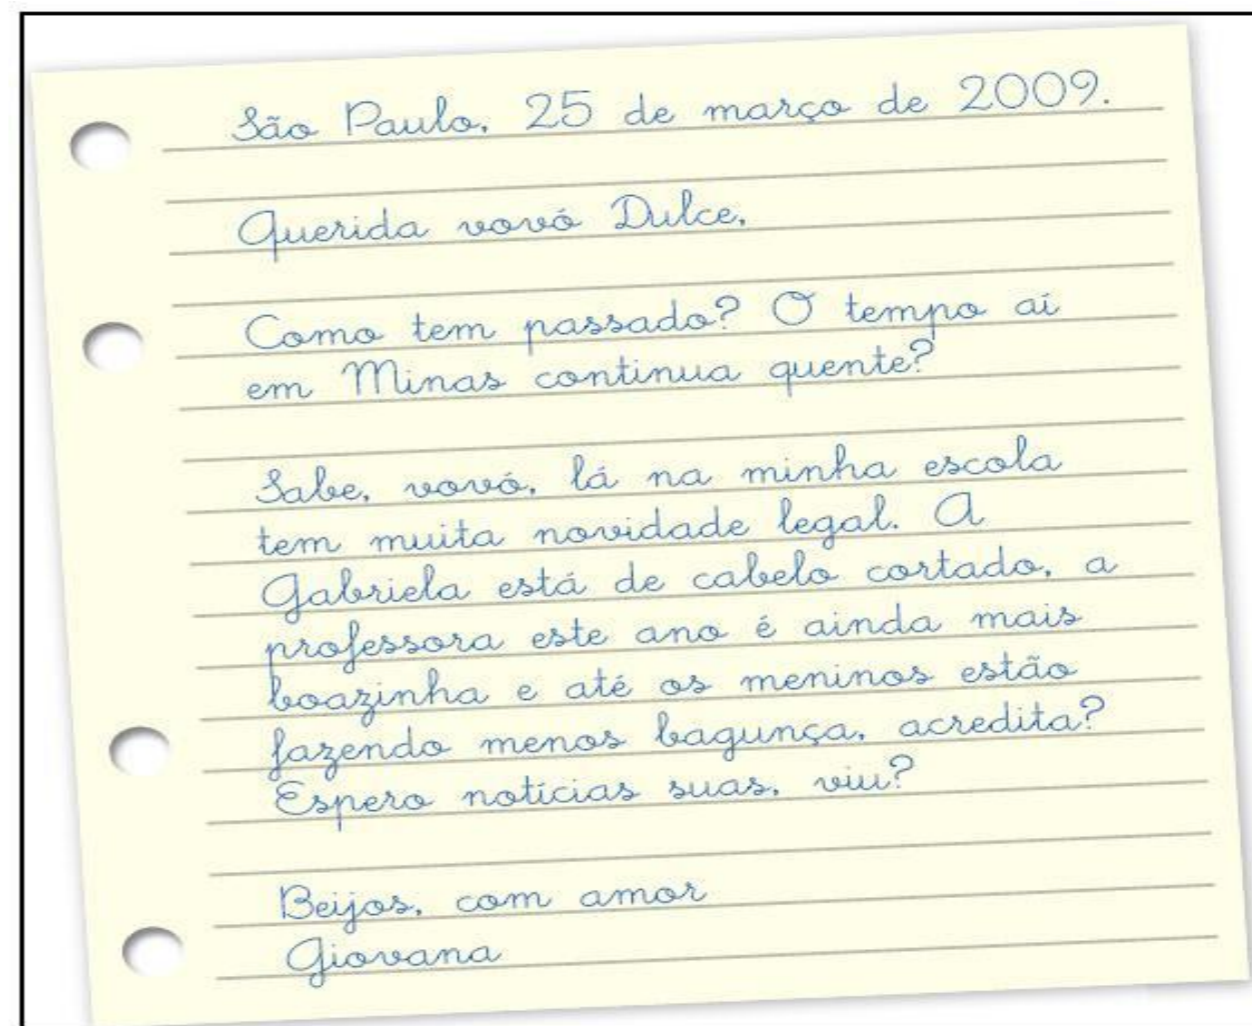 São Paulo, 25 de março de 2009.
Querida vovó Dulce,
Como tem passado? O tempo aí
em Minas continua quente?
Sabe, vovó, lá na minha escola
tem muita novidade legal. A
Gabriela está de cabelo cortado, a
professora este ano é ainda mais
boazinha e até os meninos estão
fazendo menos bagunça, acredita?
Espero notícias suas, viu?
Beijos, com amor
Giovana